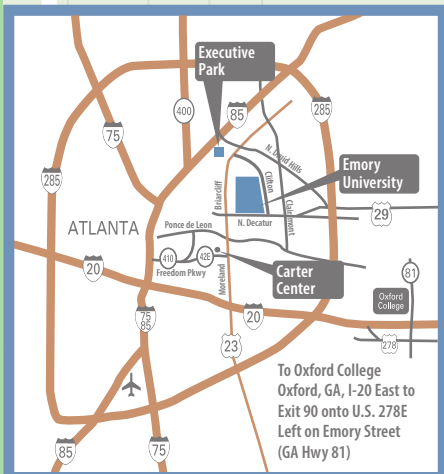 Executive
Park
400
85
75
285
N. Druid Hills
Emory
University
285
Briarcliff
Clifton
Clairmont
29
N. Decatur
ATLANTA
Ponce de Leon
410
42E
Freedom Pkwy
Carter
Center
20
81
Oxford
College
Moreland
75
85
20
23
278
To Oxford College
Oxford, GA, I-20 East to
Exit 90 onto U.S. 278E
Left on Emory Street
(GA Hwy 81)
85
75